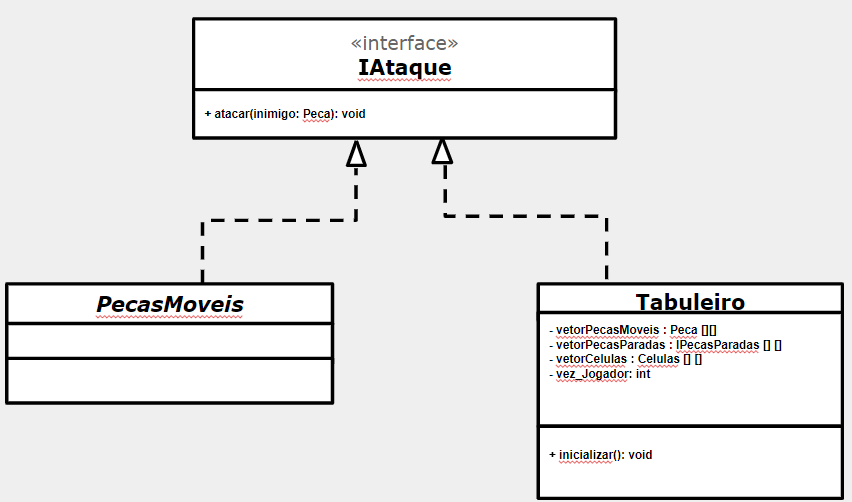 «interface»
IAtaque
+ atacar(inimigo: Peca): void
PecasMoveis
Tabuleiro
- vetorPecasMoveis : Peca [][]
- vetorPecasParadas : IPecasParadas [] []
- vetorCelulas : Celulas [] []
- vez_Jogador: int
+ inicializar(): void